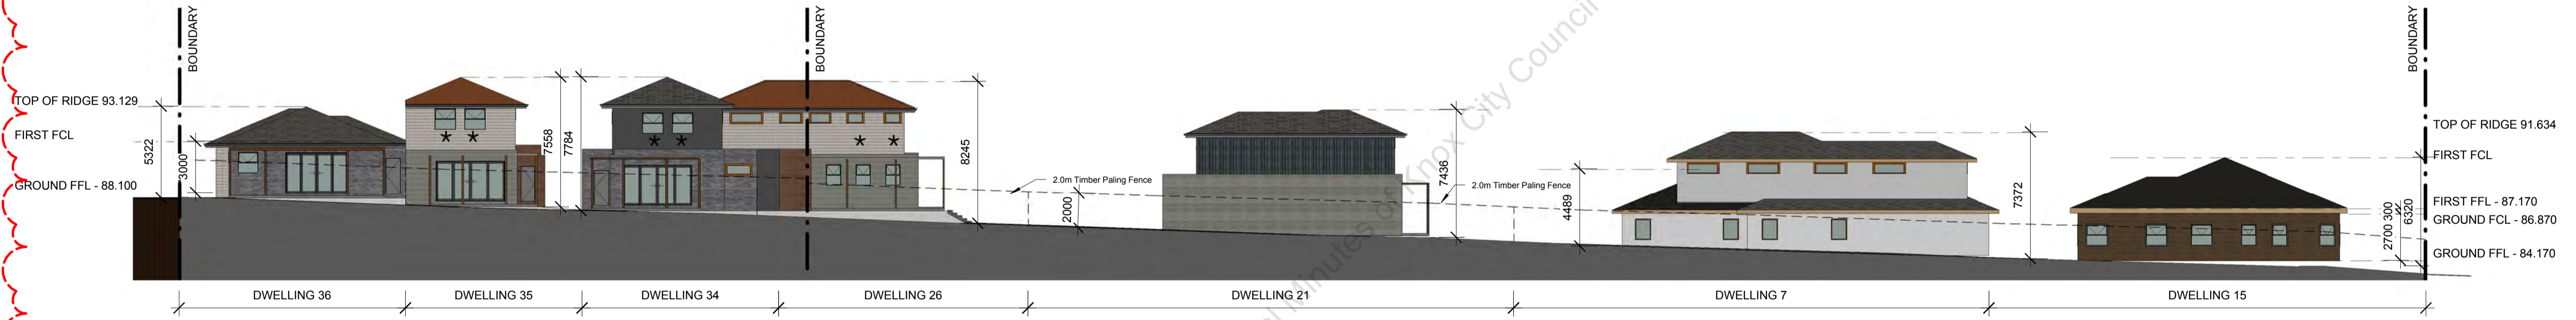 BOUNDARY
BOUNDARY
BOUNDARY
TOP OF RIDGE 93.129
FIRST FCL
GROUND FFL - 88.100
5322
3000
7558
7784
8245
2.0m Timber Paling Fence
2000
7436
2.0m Timber Paling Fence
4489
7372
TOP OF RIDGE 91.634
FIRST FCL
FIRST FFL - 87.170
GROUND FCL - 86.870
GROUND FFL - 84.170
2700 300
6320
Minutes of Knox City Council
DWELLING 36
DWELLING 35
DWELLING 34
DWELLING 26
DWELLING 21
DWELLING 7
DWELLING 15